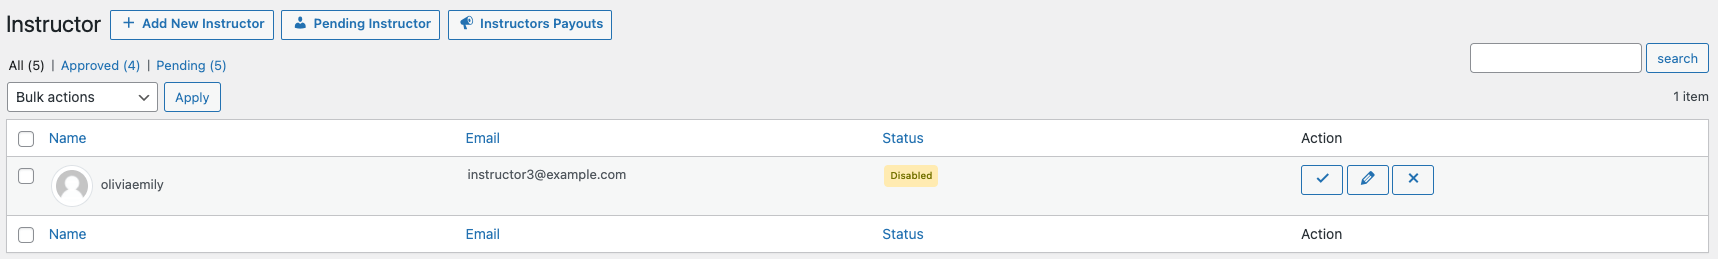 Instructor Add New Instructor Pending Instructor Instructors Payouts
All (5) | Approved (4) | Pending (5)
search
Bulk actions Apply
1 item
Name Email Status Action
oliviaemily instructor3@example.com Disabled
Name Email Status Action